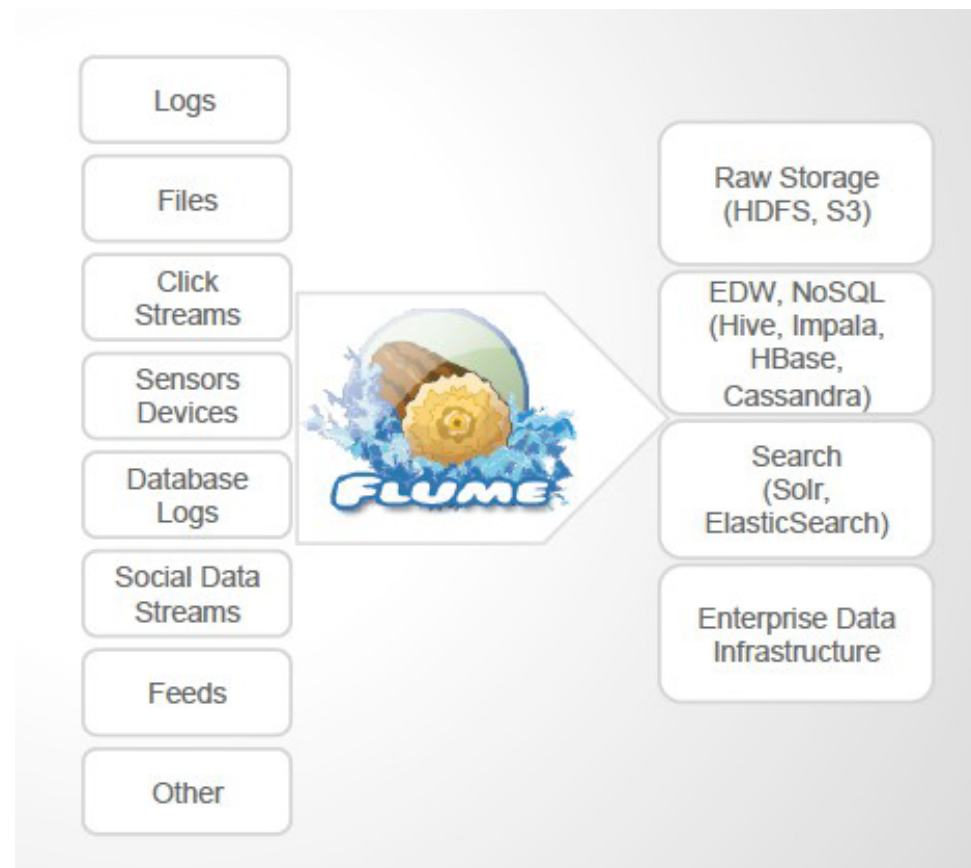 Logs
Files
Click
Streams
Sensors
Devices
Database
Logs
Social Data
Streams
Feeds
Other
FLUME
Raw Storage
(HDFS, S3)
EDW, NoSQL
(Hive, Impala,
HBase,
Cassandra)
Search
(Solr,
ElasticSearch)
Enterprise Data
Infrastructure